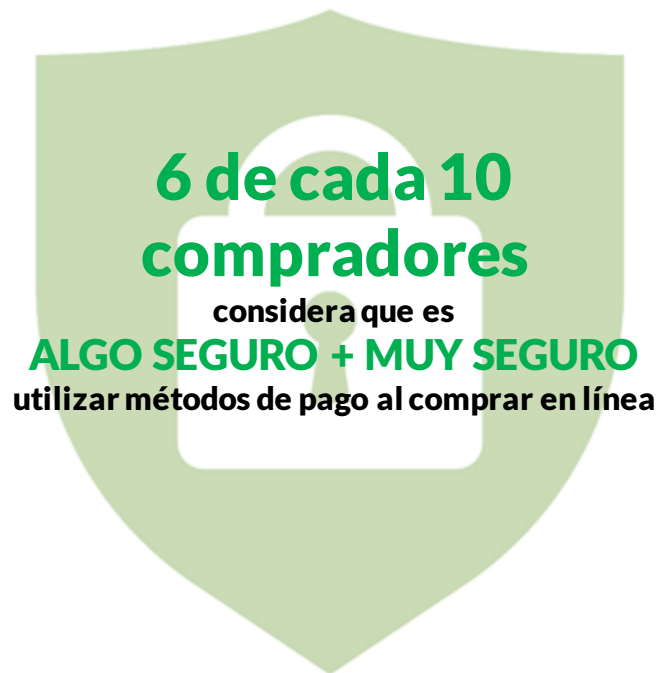 6 de cada 10
compradores
considera que es
ALGO SEGURO + MUY SEGURO
utilizar métodos de pago al comprar en línea